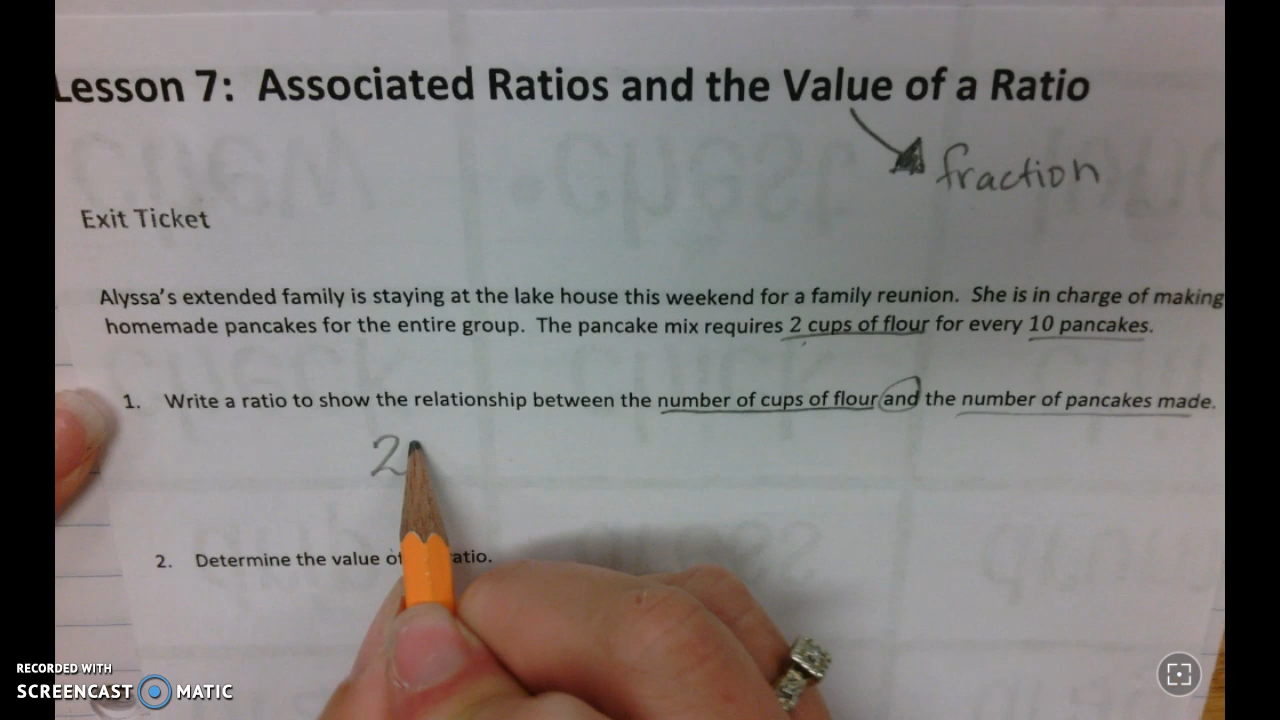 Lesson 7: Associated Ratios and the Value of a Ratio
fraction
Exit Ticket
Alyssa's extended family is staying at the lake house this weekend for a family reunion. She is in charge of making
homemade pancakes for the entire group. The pancake mix requires 2 cups of flour for every 10 pancakes.
1. Write a ratio to show the relationship between the number of cups of flour and the number of pancakes made.
2
2. Determine the value of
RECORDED WITH
SCREENCAST MATIC